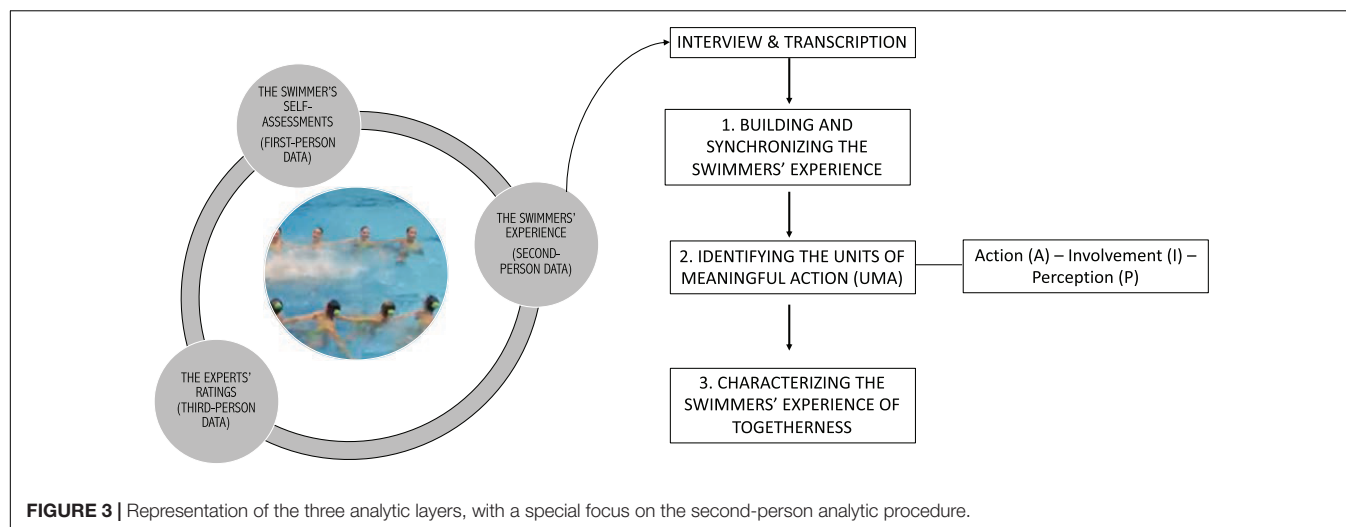 THE SWIMMER'S
SELF-
ASSESSMENTS
(FIRST-PERSON
DATA)
THE SWIMMERS'
EXPERIENCE
(SECOND-
PERSON DATA)
THE EXPERTS'
RATINGS
(THIRD-PERSON
DATA)
INTERVIEW & TRANSCRIPTION
1. BUILDING AND
SYNCHRONIZING THE
SWIMMERS' EXPERIENCE
2. IDENTIFYING THE UNITS OF
MEANINGFUL ACTION (UMA)
Action (A) – Involvement (I) –
Perception (P)
3. CHARACTERIZING THE
SWIMMERS' EXPERIENCE OF
TOGETHERNESS
FIGURE 3 | Representation of the three analytic layers, with a special focus on the second-person analytic procedure.